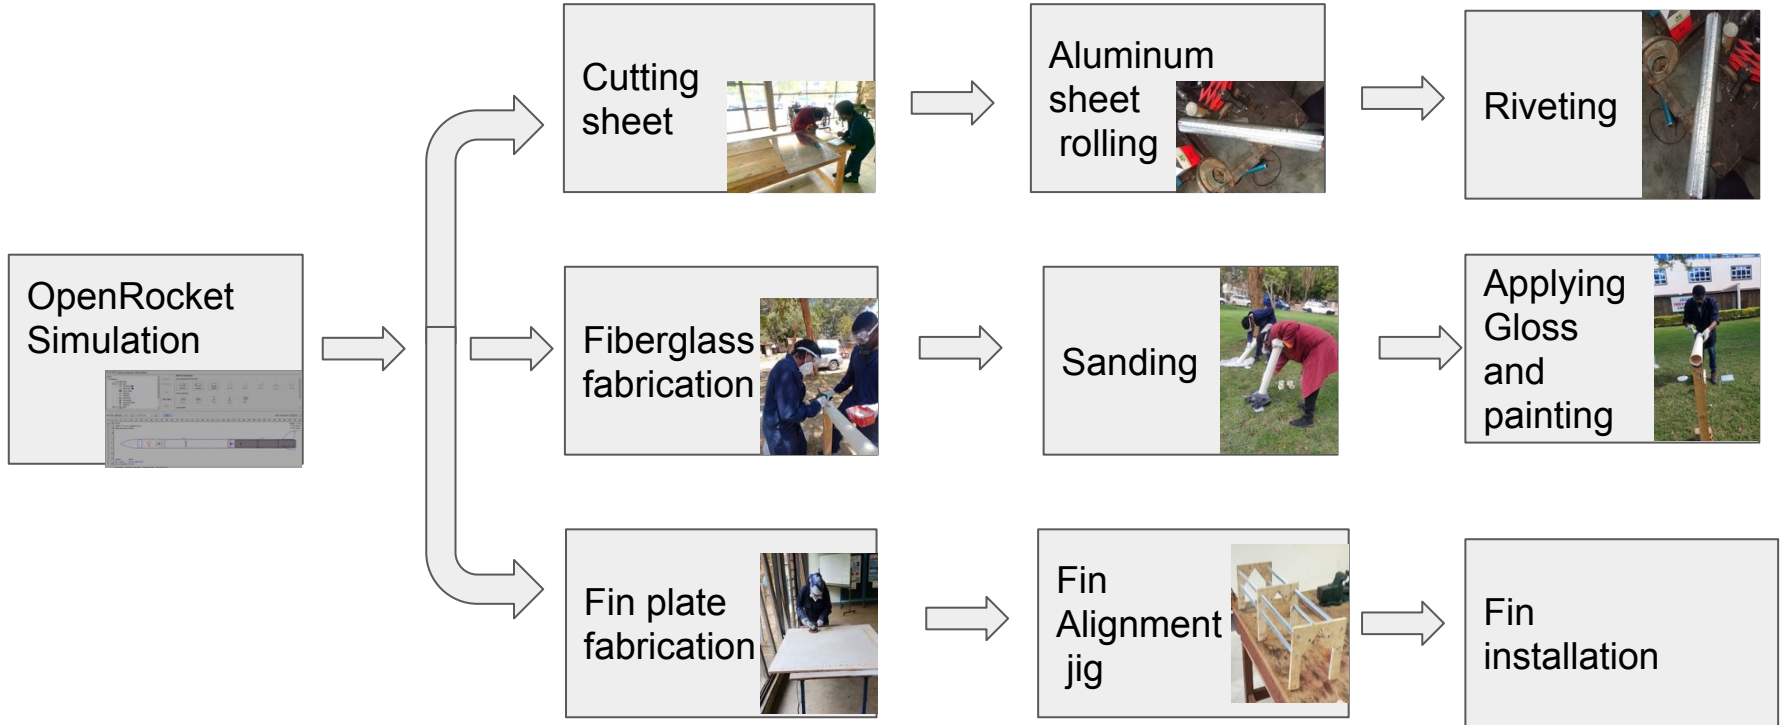 OpenRocket
Simulation
Cutting
sheet
Aluminum
sheet
rolling
Riveting
Fiberglass
fabrication
Sanding
Applying
Gloss
and
painting
Fin plate
fabrication
Fin
Alignment
jig
Fin
installation